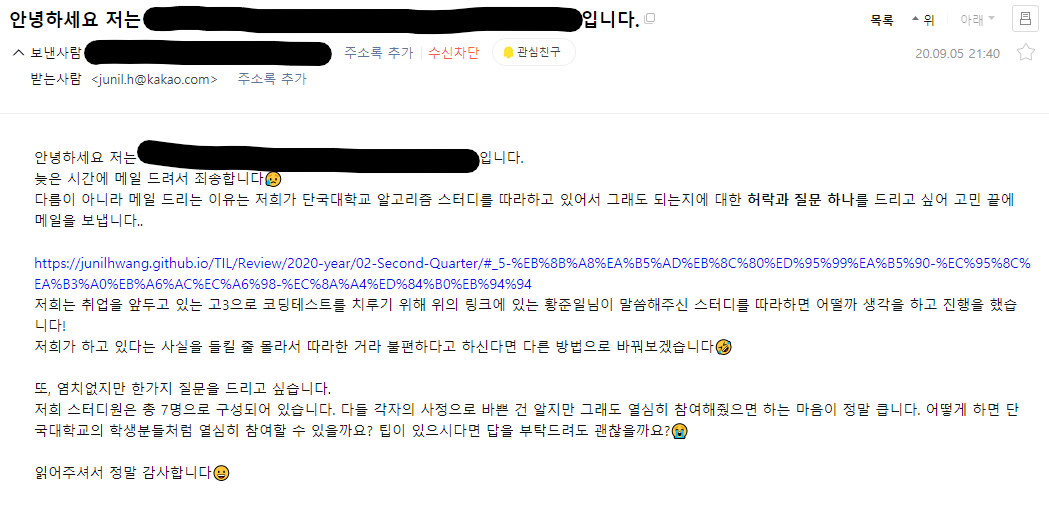 안녕하세요 저는 입니다.
목록 위 아래
보낸사람 주소록 추가 수신차단 관심친구
20.09.05 21:40
받는사람 <junil.h@kakao.com> 주소록 추가
안녕하세요 저는 입니다.
늦은 시간에 메일 드려서 죄송합니다😥
다름이 아니라 메일 드리는 이유는 저희가 단국대학교 알고리즘 스터디를 따라하고 있어서 그래도 되는지에 대한 허락과 질문 하나를 드리고 싶어 고민 끝에
메일을 보냅니다..
https://junilhwang.github.io/TIL/Review/2020-year/02-Second-Quarter/#_5-%EB%8B%A8%EA%B5%AD%EB%8C%80%ED%95%99%EA%B5%90-%EC%95%8C%
EA%B3%A0%EB%A6%AC%EC%A6%98-%EC%8A%A4%ED%84%B0%EB%94%94
저희는 취업을 앞두고 있는 고3으로 코딩테스트를 치루기 위해 위의 링크에 있는 황준일님이 말씀해주신 스터디를 따라하면 어떨까 생각을 하고 진행을 했습
니다!
저희가 하고 있다는 사실을 들킬 줄 몰라서 따라한 거라 불편하다고 하신다면 다른 방법으로 바꿔보겠습니다🤣
또, 염치없지만 한가지 질문을 드리고 싶습니다.
저희 스터디원은 총 7명으로 구성되어 있습니다. 다들 각자의 사정으로 바쁜 건 알지만 그래도 열심히 참여해줬으면 하는 마음이 정말 큽니다. 어떻게 하면 단
국대학교의 학생분들처럼 열심히 참여할 수 있을까요? 팁이 있으시다면 답을 부탁드려도 괜찮을까요?😭
읽어주셔서 정말 감사합니다😀